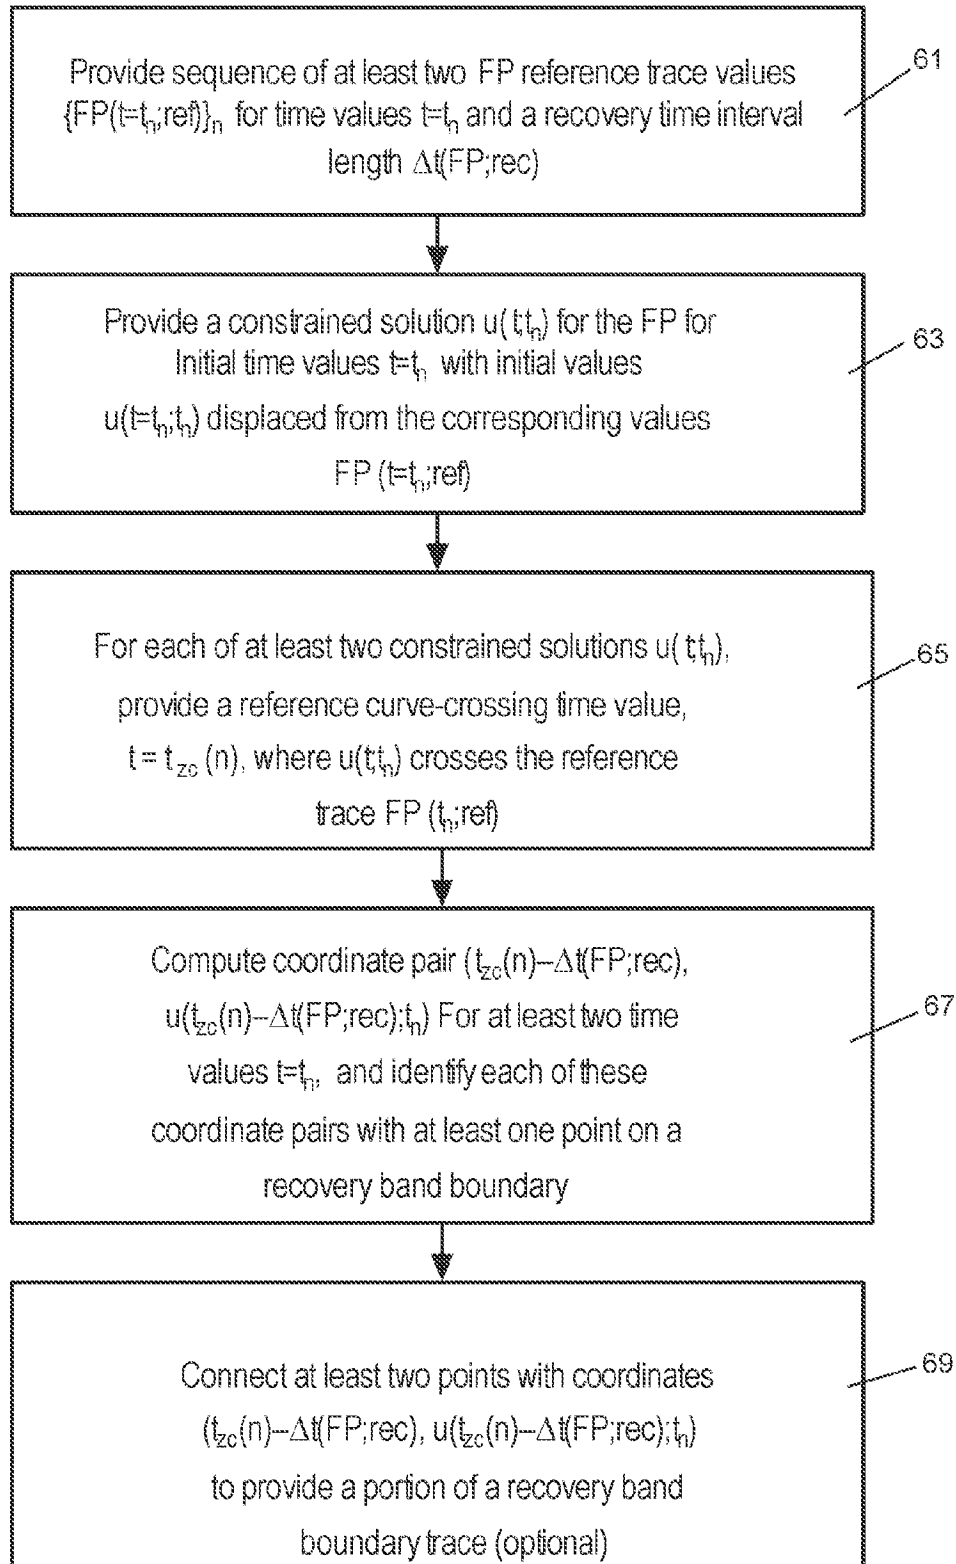 Provide sequence of at least two FP reference trace values
{FP(t=tₙ;ref)}ₙ for time values t=tₙ and a recovery time interval
length Δt(FP;rec)
61
Provide a constrained solution u( t;tₙ) for the FP for
Initial time values t=tₙ with initial values
u(t=tₙ;tₙ) displaced from the corresponding values
FP (t=tₙ;ref)
63
For each of at least two constrained solutions u( t;tₙ),
provide a reference curve-crossing time value,
t = t_zc (n), where u(t;tₙ) crosses the reference
trace FP (tₙ;ref)
65
Compute coordinate pair (t_zc(n)–Δt(FP;rec),
u(t_zc(n)–Δt(FP;rec);tₙ) For at least two time
values t=tₙ, and identify each of these
coordinate pairs with at least one point on a
recovery band boundary
67
Connect at least two points with coordinates
(t_zc(n)–Δt(FP;rec), u(t_zc(n)–Δt(FP;rec);tₙ)
to provide a portion of a recovery band
boundary trace (optional)
69